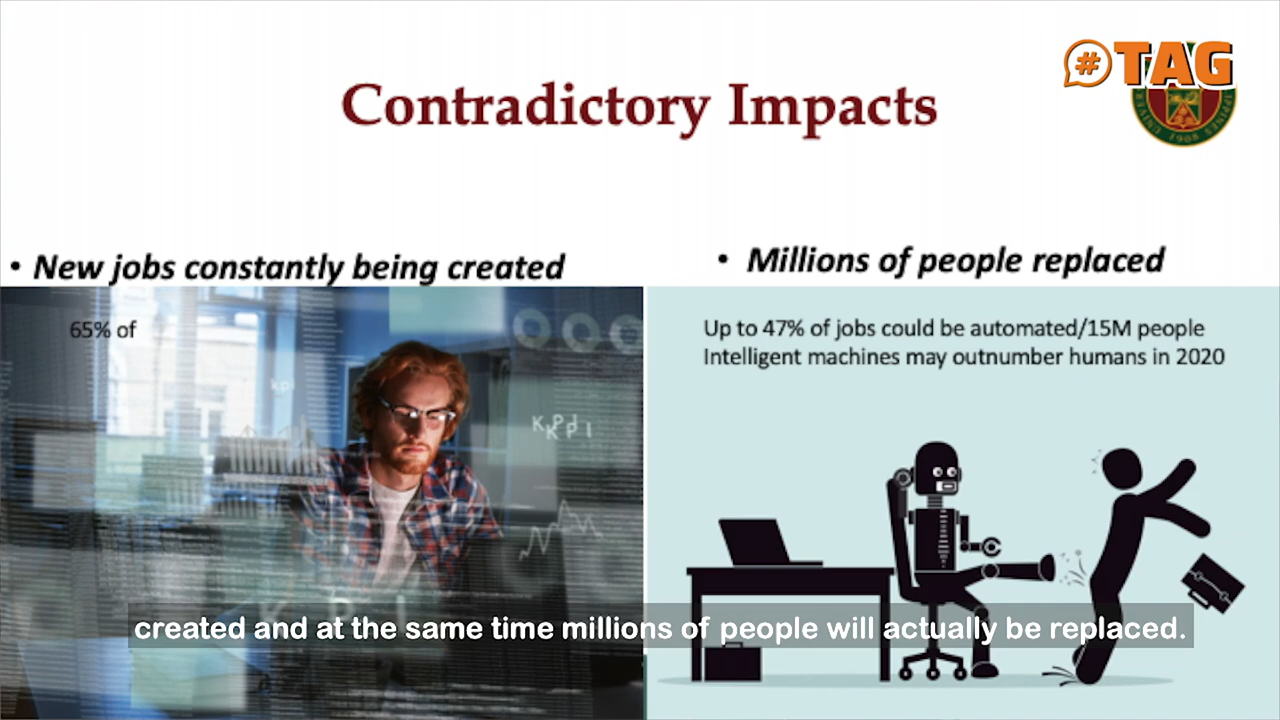 #TAG
Contradictory Impacts
1908
• New jobs constantly being created
65% of
kpi
K P I
K P I
K P I
• Millions of people replaced
Up to 47% of jobs could be automated/15M people
Intelligent machines may outnumber humans in 2020
created and at the same time millions of people will actually be replaced.